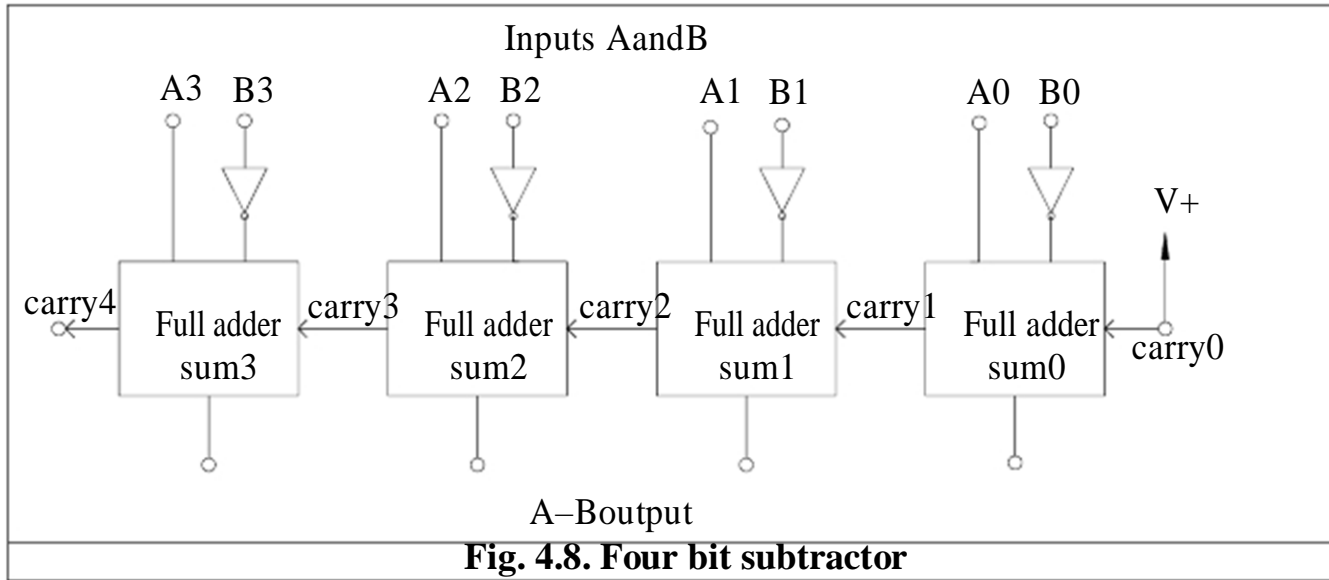 Inputs AandB
A3 B3 A2 B2 A1 B1 A0 B0
V+
carry4 carry3 carry2 carry1 carry0
Full adder Full adder Full adder Full adder
sum3 sum2 sum1 sum0
A–Boutput
Fig. 4.8. Four bit subtractor